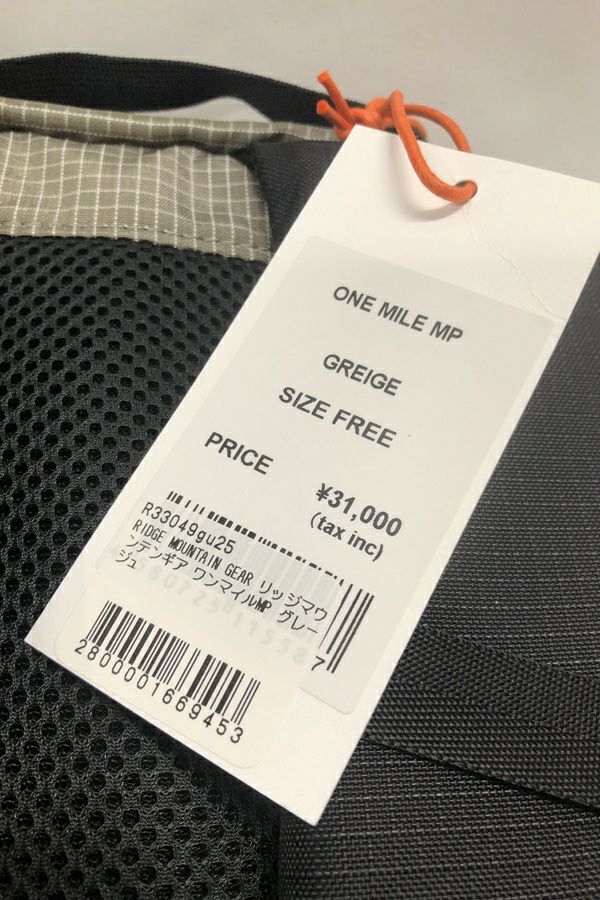 ONE MILE MP
GREIGE
SIZE FREE
PRICE
¥31,000
(tax inc)
R33049gu25
RIDGE MOUNTAIN GEAR リッジマウ
ンテンギア ワンマイルMP グレー
ジュ
2800001669453